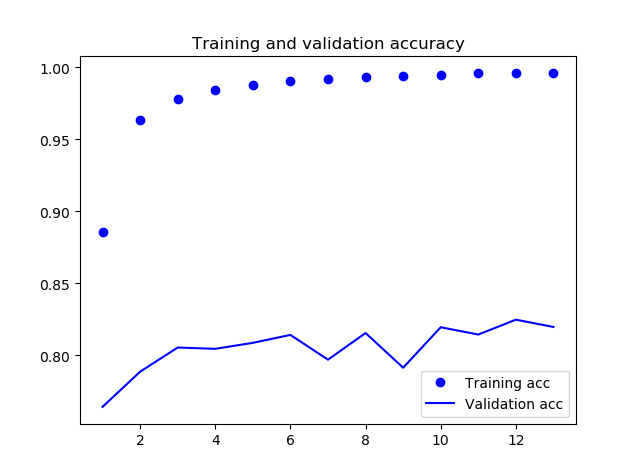 Training and validation accuracy
1.00
0.95
0.90
0.85
0.80
Training acc
Validation acc
2 4 6 8 10 12